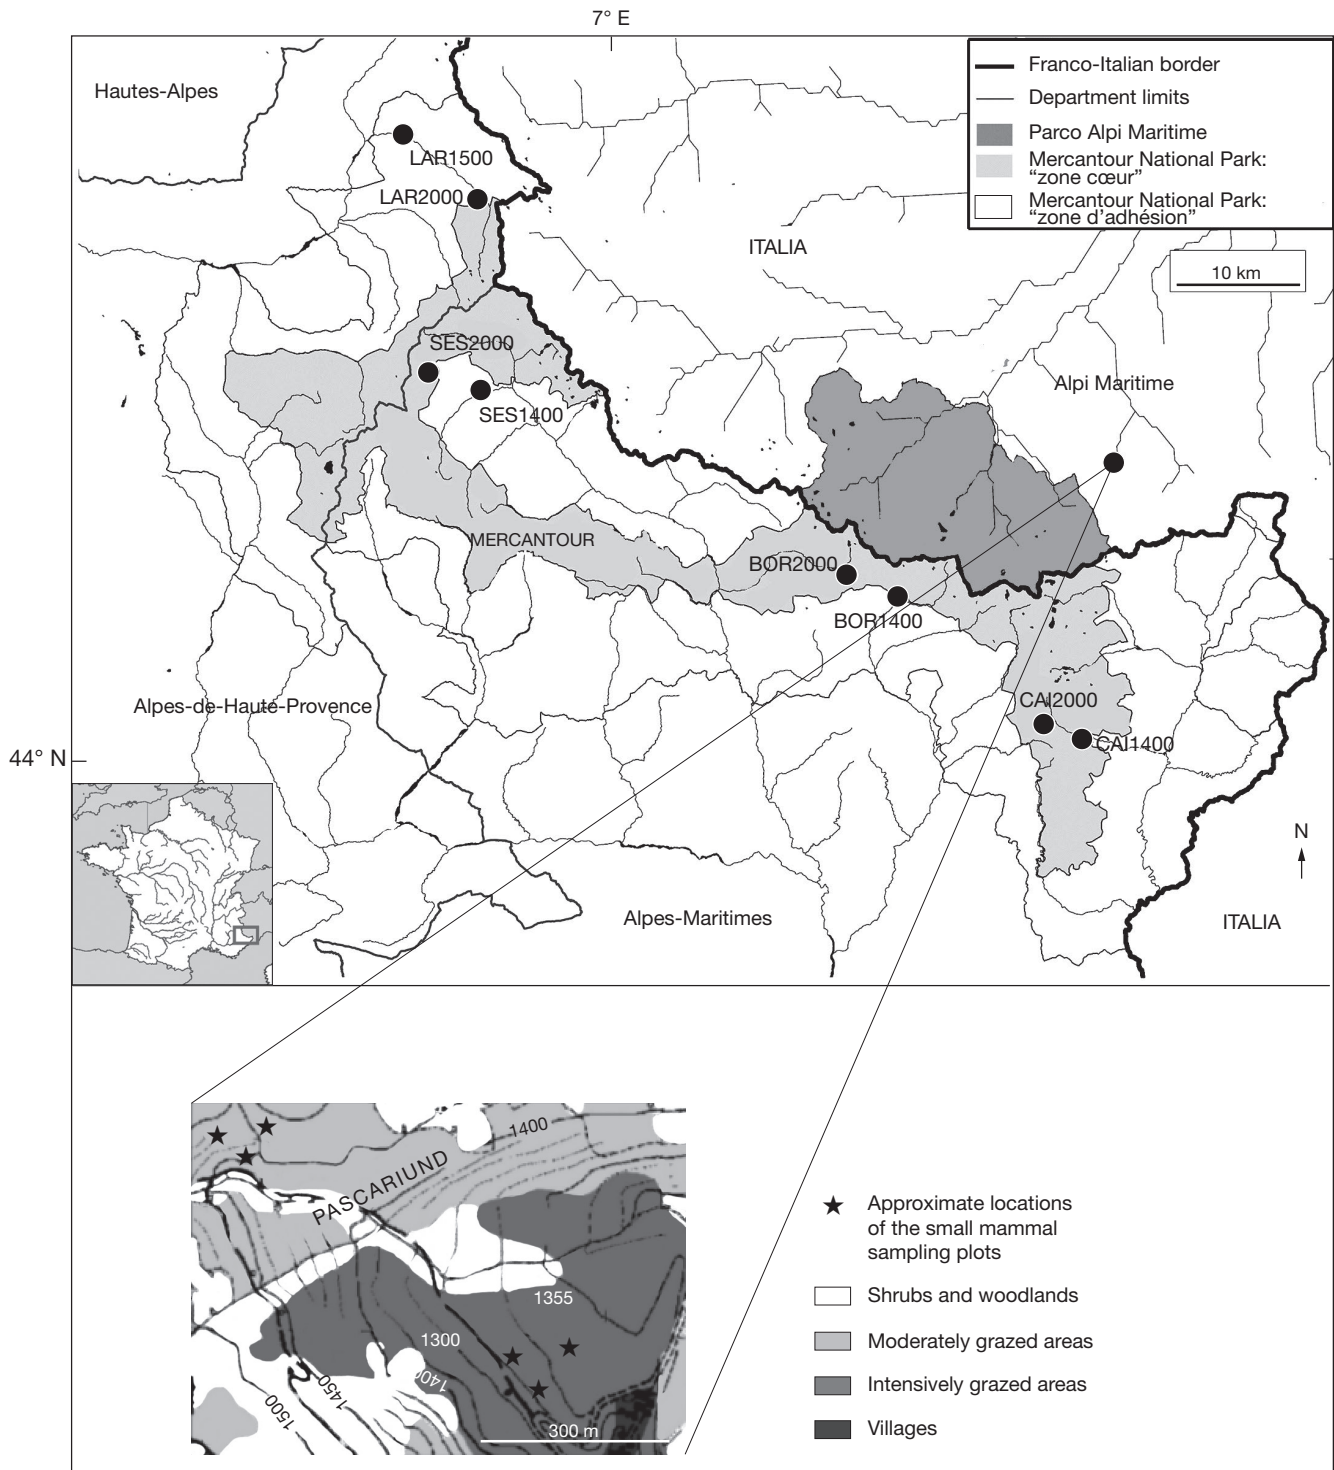 7° E
Hautes-Alpes
Franco-Italian border
Department limits
Parco Alpi Maritime
Mercantour National Park:
“zone cœur”
Mercantour National Park:
“zone d’adhésion”
LAR1500
LAR2000
ITALIA
10 km
SES2000
SES1400
Alpi Maritime
MERCANTOUR
BOR2000
BOR1400
Alpes-de-Haute-Provence
CAI2000
CAI1400
44° N
N
Alpes-Maritimes
ITALIA
1400
PASCARIUND
1355
1300
1400
1450
1500
300 m
Approximate locations
of the small mammal
sampling plots
Shrubs and woodlands
Moderately grazed areas
Intensively grazed areas
Villages